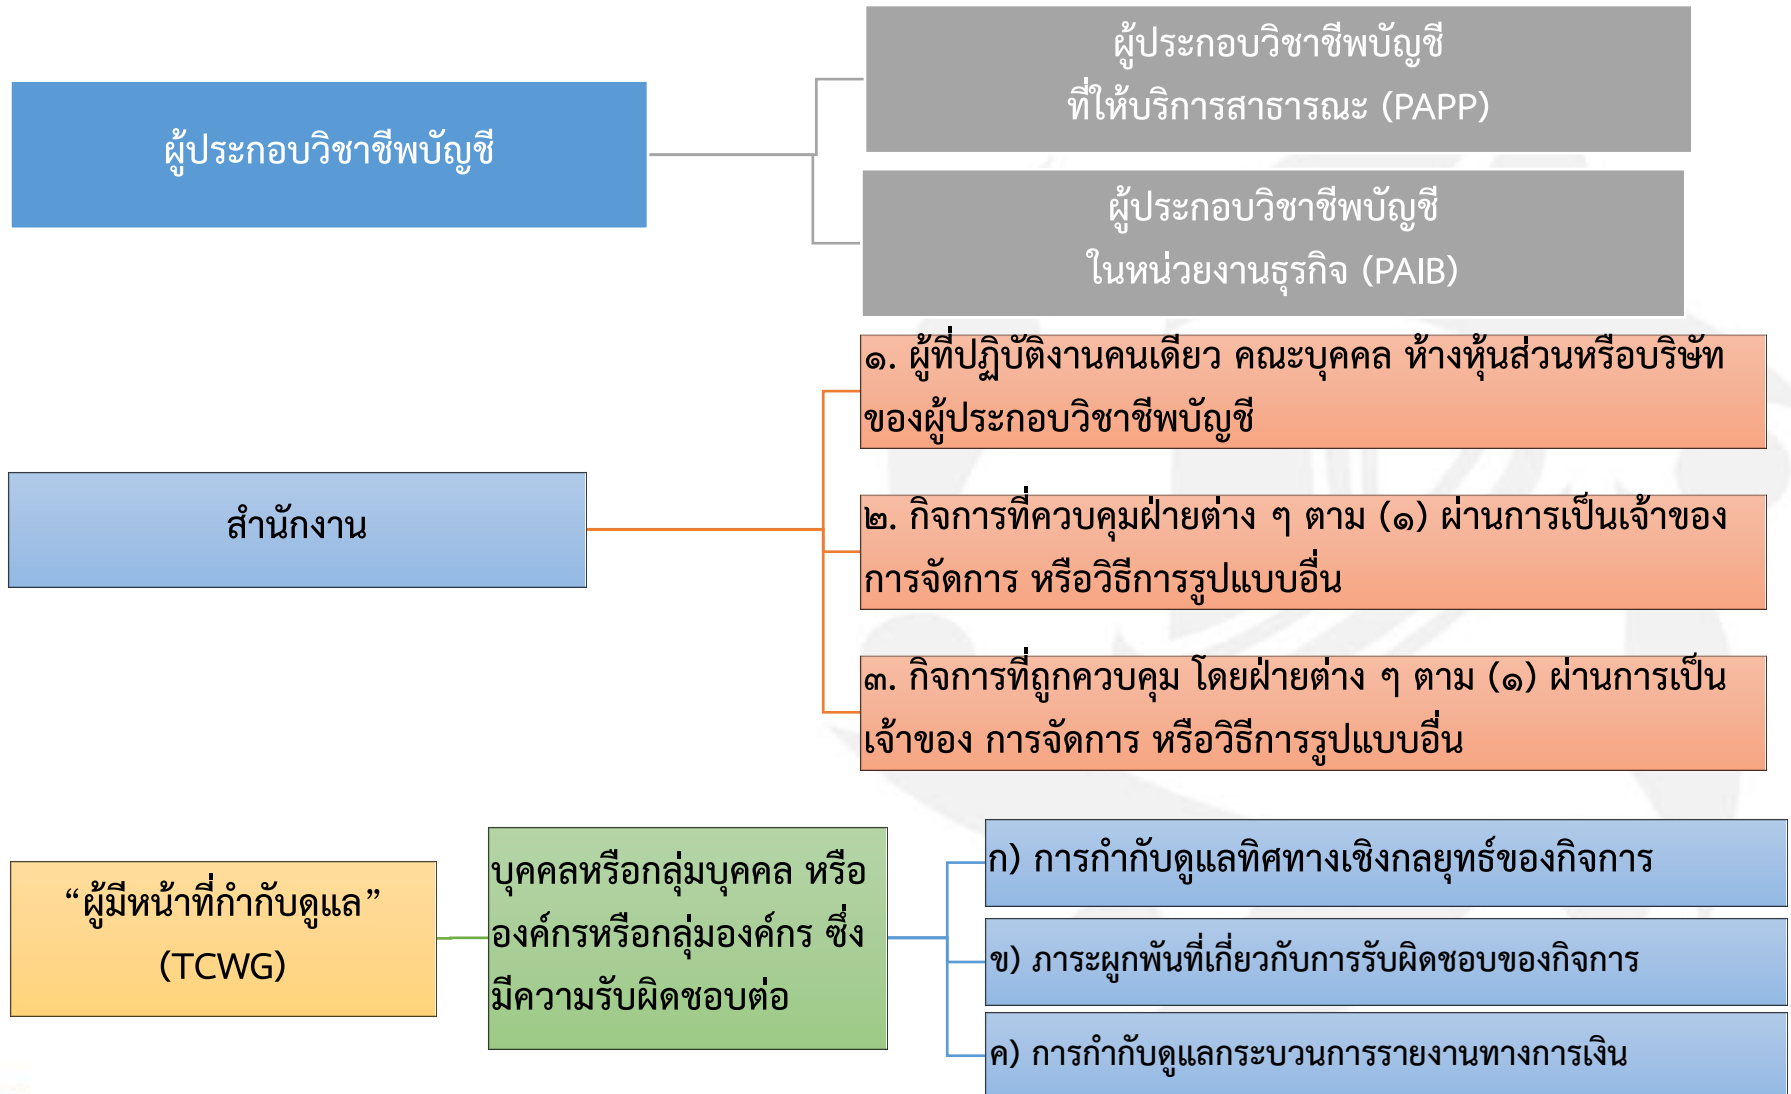 ผู้ประกอบวิชาชีพบัญชี
ผู้ประกอบวิชาชีพบัญชี
ที่ให้บริการสาธารณะ (PAPP)
ผู้ประกอบวิชาชีพบัญชี
ในหน่วยงานธุรกิจ (PAIB)
สำนักงาน
๑. ผู้ที่ปฏิบัติงานคนเดียว คณะบุคคล ห้างหุ้นส่วนหรือบริษัท
ของผู้ประกอบวิชาชีพบัญชี
๒. กิจการที่ควบคุมฝ่ายต่าง ๆ ตาม (๑) ผ่านการเป็นเจ้าของ
การจัดการ หรือวิธีการรูปแบบอื่น
๓. กิจการที่ถูกควบคุม โดยฝ่ายต่าง ๆ ตาม (๑) ผ่านการเป็น
เจ้าของ การจัดการ หรือวิธีการรูปแบบอื่น
“ผู้มีหน้าที่กำกับดูแล”
(TCWG)
บุคคลหรือกลุ่มบุคคล หรือ
องค์กรหรือกลุ่มองค์กร ซึ่ง
มีความรับผิดชอบต่อ
ก) การกำกับดูแลทิศทางเชิงกลยุทธ์ของกิจการ
ข) ภาระผูกพันที่เกี่ยวกับการรับผิดชอบของกิจการ
ค) การกำกับดูแลกระบวนการรายงานทางการเงิน